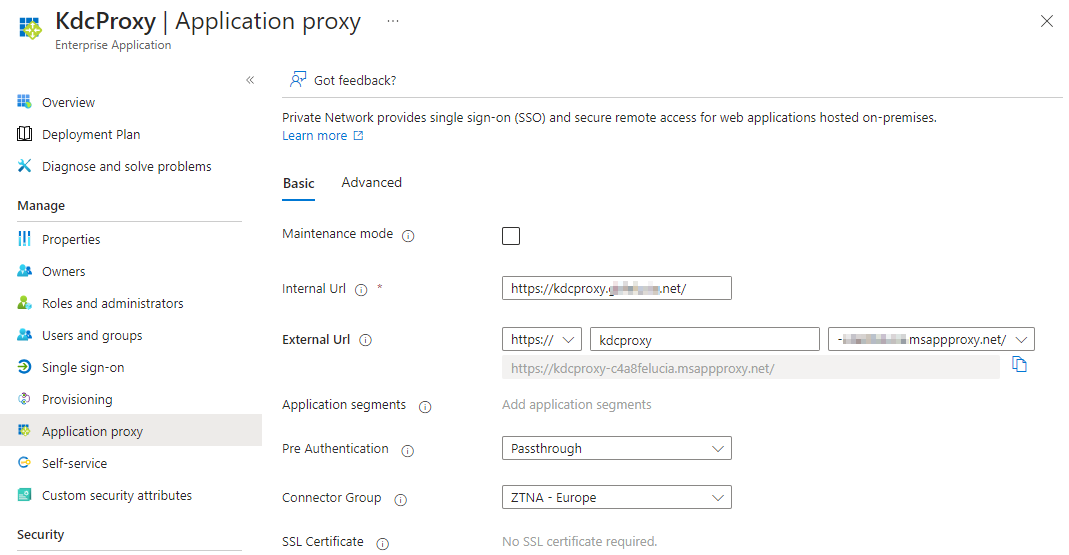 KdcProxy | Application proxy ...
Enterprise Application
«
Got feedback?
Overview
Deployment Plan
Diagnose and solve problems
Manage
Properties
Owners
Roles and administrators
Users and groups
Single sign-on
Provisioning
Application proxy
Self-service
Custom security attributes
Security
Private Network provides single sign-on (SSO) and secure remote access for web applications hosted on-premises.
Learn more
Basic Advanced
Maintenance mode
Internal Url * https://kdcproxy. .net/
External Url https:// kdcproxy - .msappproxy.net/
https://kdcproxy-c4a8felucia.msappproxy.net/
Application segments Add application segments
Pre Authentication Passthrough
Connector Group ZTNA - Europe
SSL Certificate No SSL certificate required.